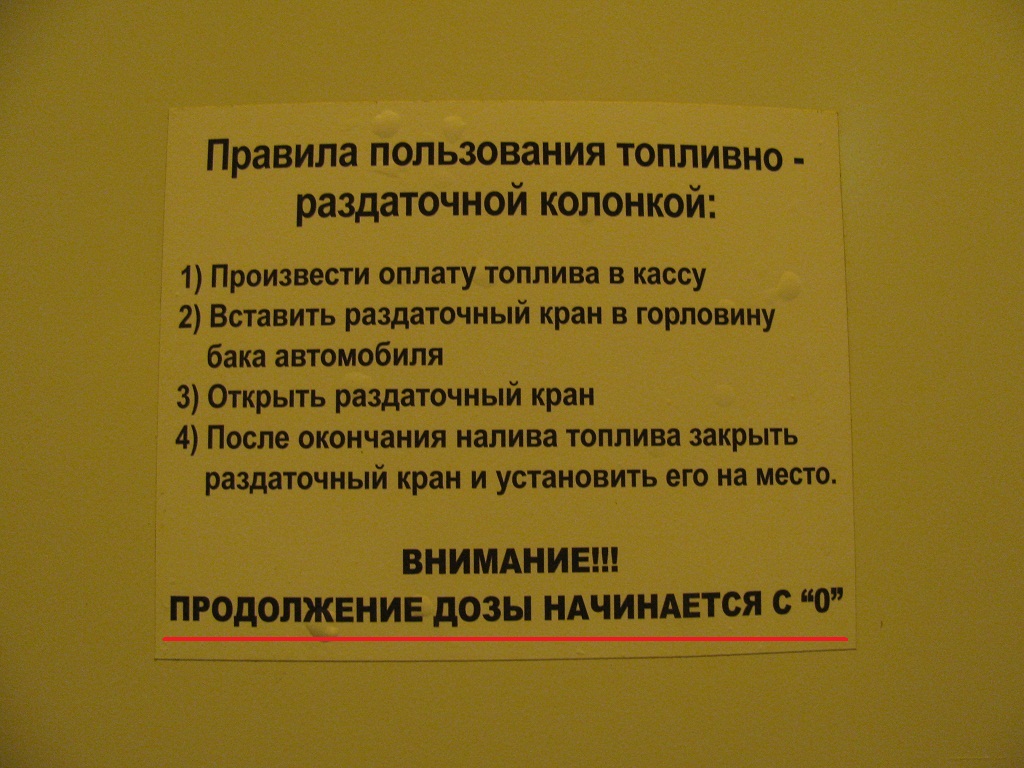 Правила пользования топливно -
раздаточной колонкой:
1) Произвести оплату топлива в кассу
2) Вставить раздаточный кран в горловину
бака автомобиля
3) Открыть раздаточный кран
4) После окончания налива топлива закрыть
раздаточный кран и установить его на место.
ВНИМАНИЕ!!!
ПРОДОЛЖЕНИЕ ДОЗЫ НАЧИНАЕТСЯ С “0”